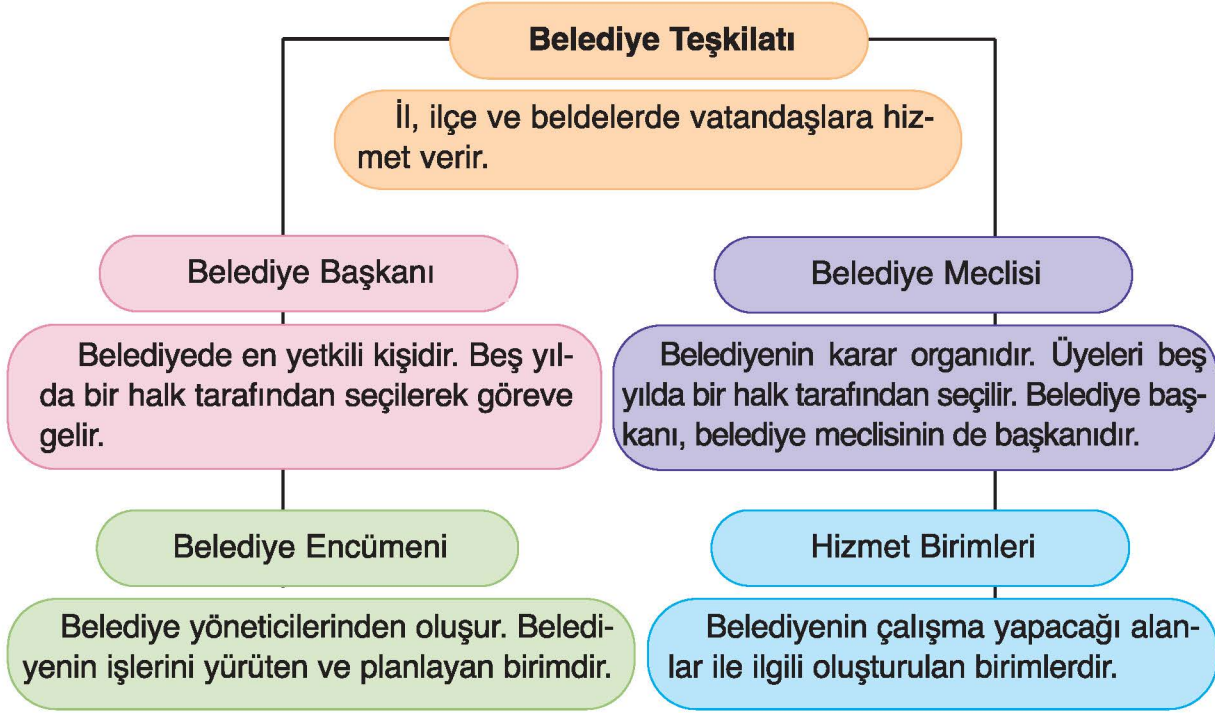 Belediye Teşkilatı
İl, ilçe ve beldelerde vatandaşlara hiz-
met verir.
Belediye Başkanı
Belediyede en yetkili kişidir. Beş yıl-
da bir halk tarafından seçilerek göreve
gelir.
Belediye Meclisi
Belediyenin karar organıdır. Üyeleri beş
yılda bir halk tarafından seçilir. Belediye baş-
kanı, belediye meclisinin de başkanıdır.
Belediye Encümeni
Belediye yöneticilerinden oluşur. Beledi-
yenin işlerini yürüten ve planlayan birimdir.
Hizmet Birimleri
Belediyenin çalışma yapacağı alan-
lar ile ilgili oluşturulan birimlerdir.